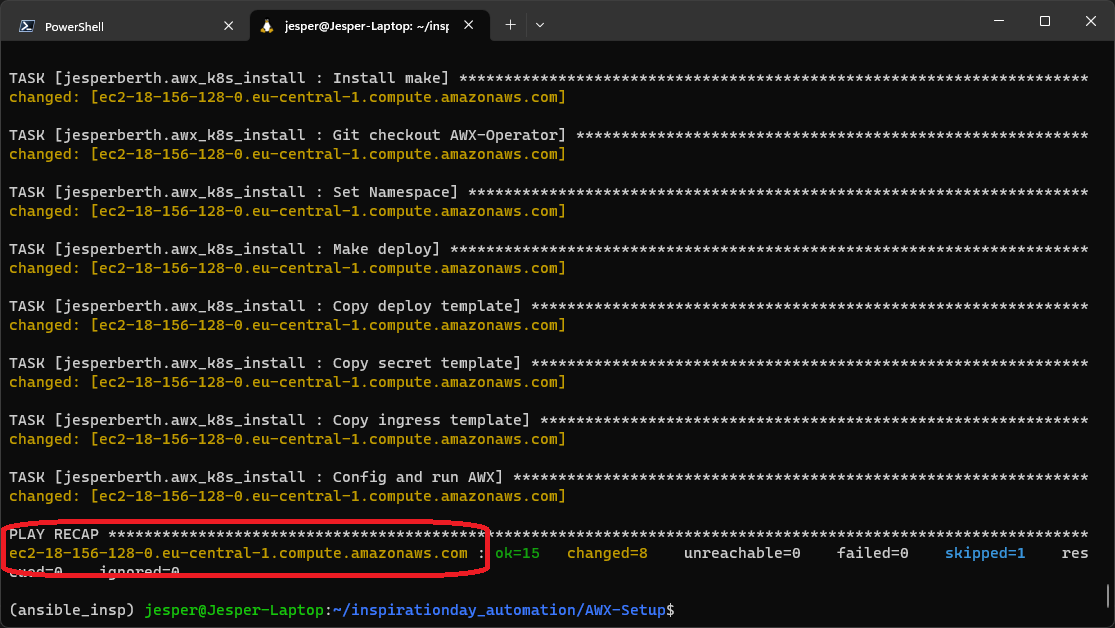 PowerShell
jesper@Jesper-Laptop: ~/insp
TASK [jesperberth.awx_k8s_install : Install make] **********************************************************************
changed: [ec2-18-156-128-0.eu-central-1.compute.amazonaws.com]
TASK [jesperberth.awx_k8s_install : Git checkout AWX-Operator] *********************************************************
changed: [ec2-18-156-128-0.eu-central-1.compute.amazonaws.com]
TASK [jesperberth.awx_k8s_install : Set Namespace] *********************************************************************
changed: [ec2-18-156-128-0.eu-central-1.compute.amazonaws.com]
TASK [jesperberth.awx_k8s_install : Make deploy] ***********************************************************************
changed: [ec2-18-156-128-0.eu-central-1.compute.amazonaws.com]
TASK [jesperberth.awx_k8s_install : Copy deploy template] **************************************************************
changed: [ec2-18-156-128-0.eu-central-1.compute.amazonaws.com]
TASK [jesperberth.awx_k8s_install : Copy secret template] **************************************************************
changed: [ec2-18-156-128-0.eu-central-1.compute.amazonaws.com]
TASK [jesperberth.awx_k8s_install : Copy ingress template] *************************************************************
changed: [ec2-18-156-128-0.eu-central-1.compute.amazonaws.com]
TASK [jesperberth.awx_k8s_install : Config and run AWX] ****************************************************************
changed: [ec2-18-156-128-0.eu-central-1.compute.amazonaws.com]
PLAY RECAP *************************************************************************************************************
ec2-18-156-128-0.eu-central-1.compute.amazonaws.com : ok=15   changed=8    unreachable=0    failed=0    skipped=1    res
cued=0    ignored=0
(ansible_insp) jesper@Jesper-Laptop:~/inspirationday_automation/AWX-Setup$